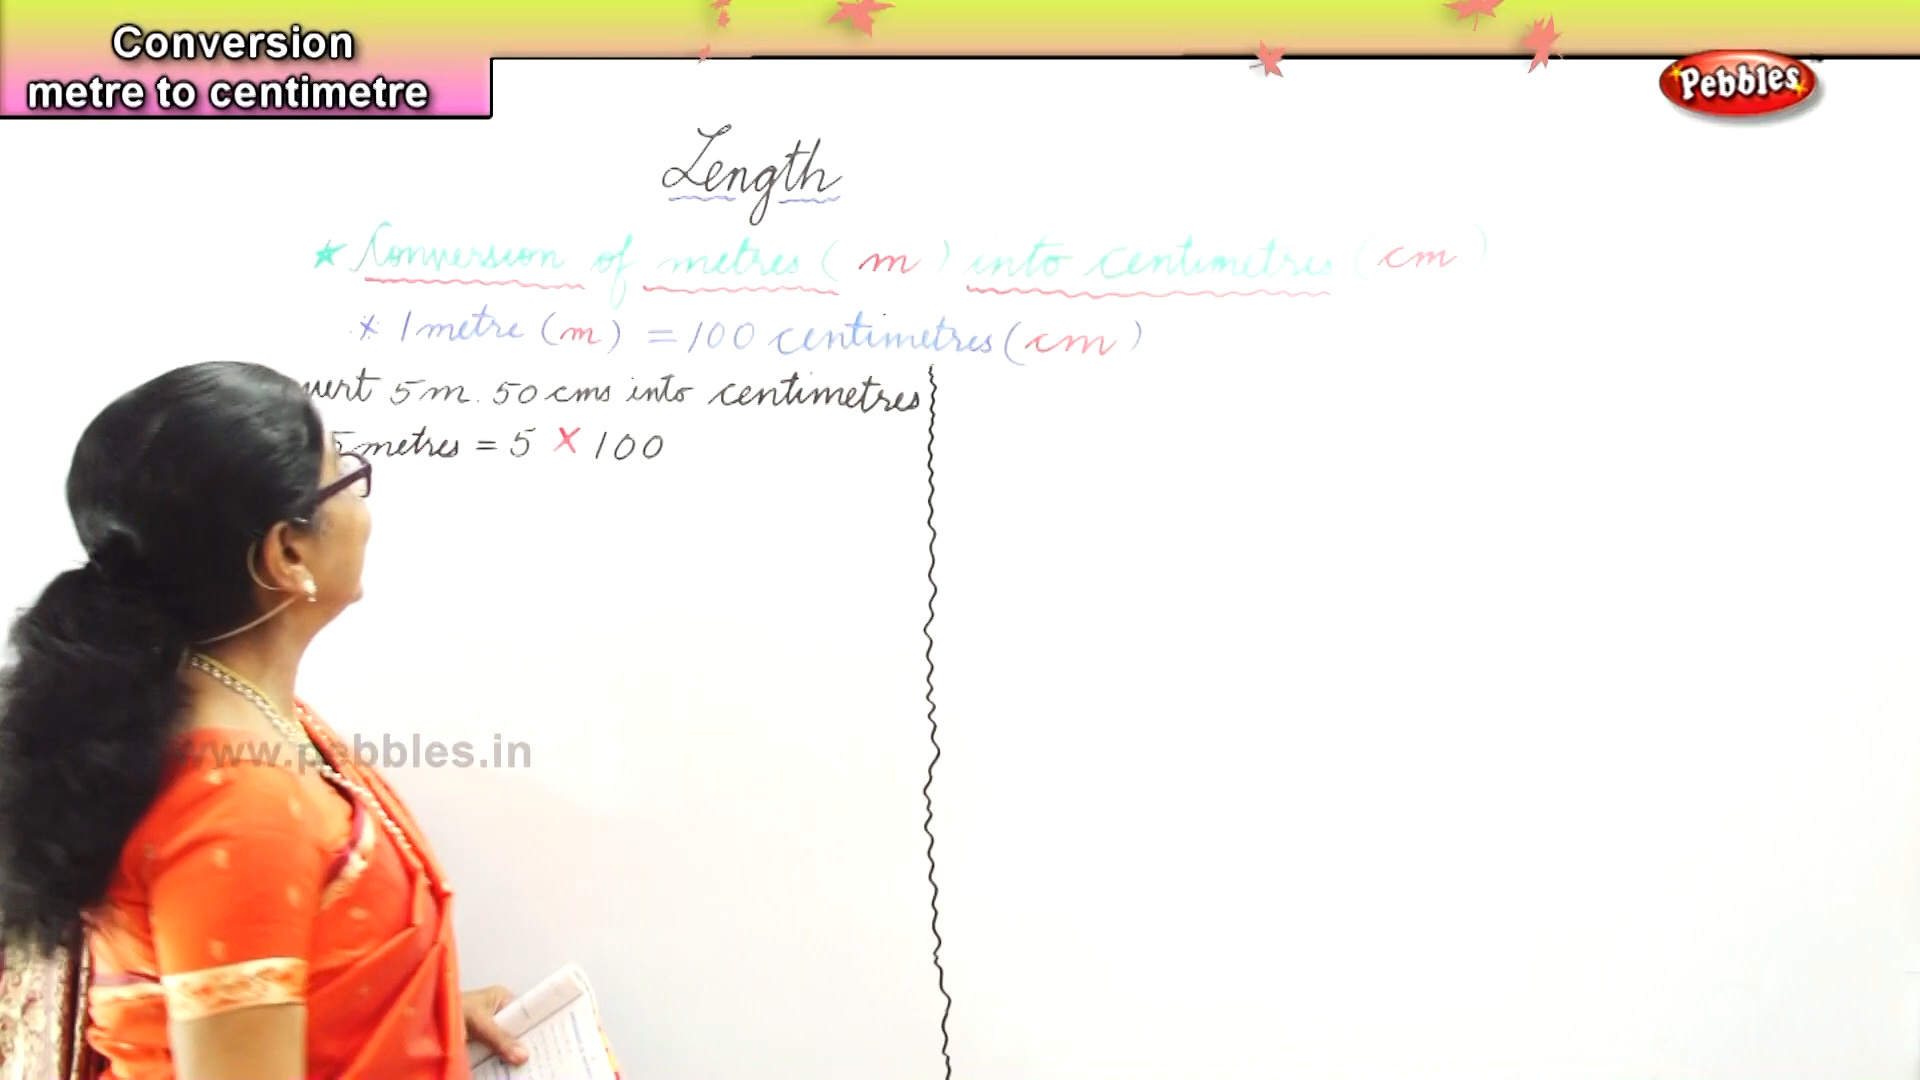 Conversion
metre to centimetre
Pebbles
Length
* Conversion of metres (m) into centimetres (cm)
* 1 metre (m) = 100 centimetres (cm)
5 m. 50 cms into centimetres
5 metres = 5 X 100
www.pebbles.in